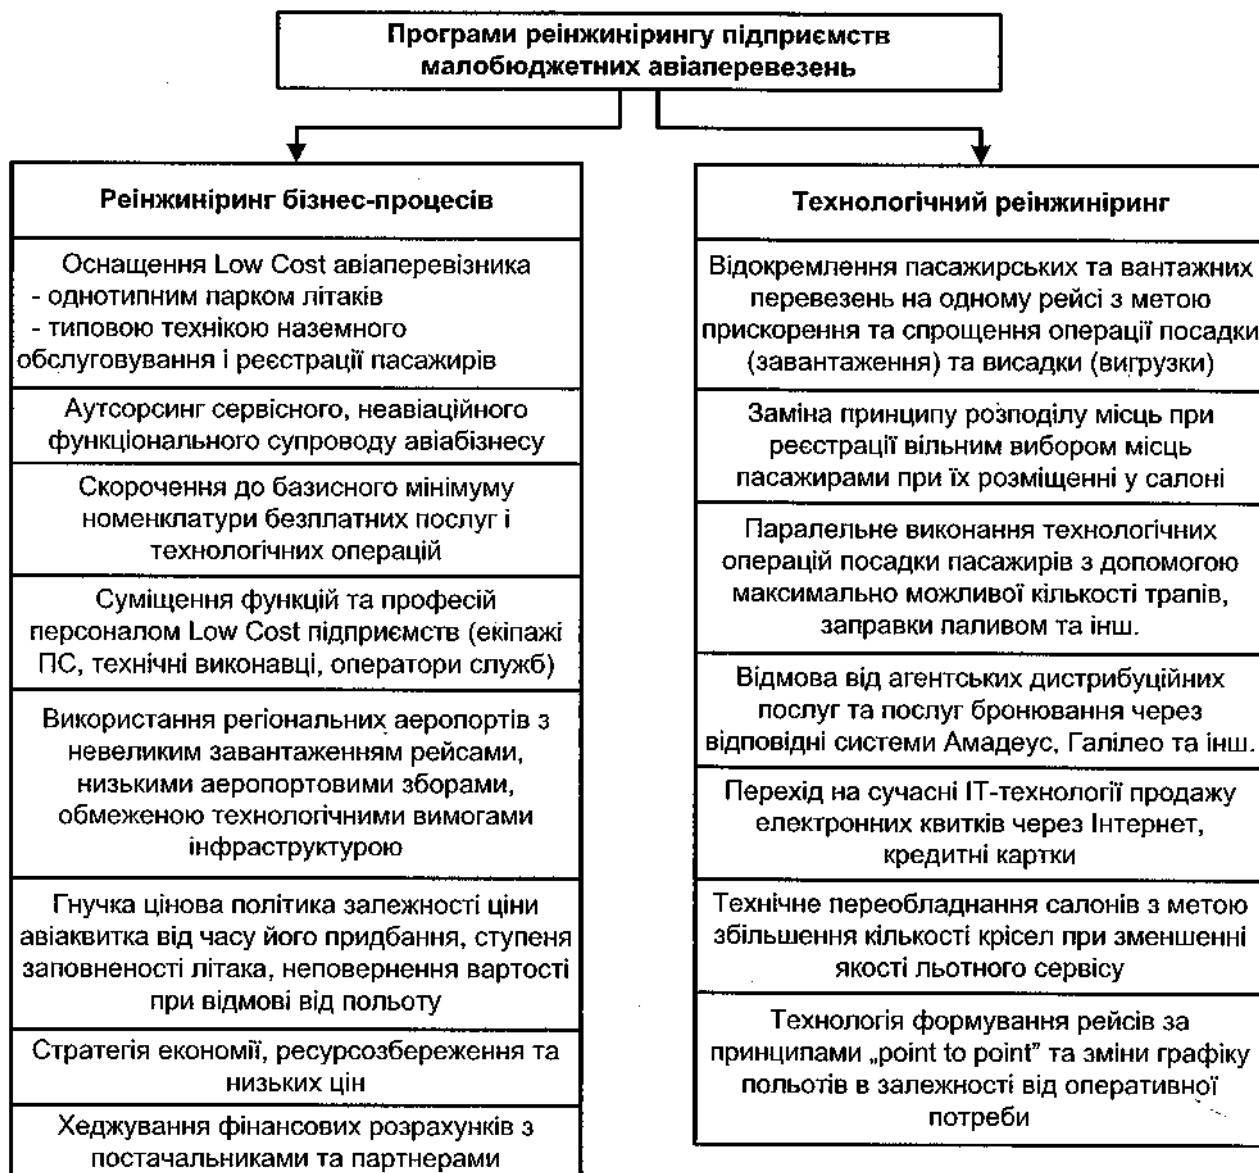 Програми реінжинірингу підприємств
малобюджетних авіаперевезень
Реінжиніринг бізнес-процесів
Оснащення Low Cost авіаперевізника
- однотипним парком літаків
- типовою технікою наземного
обслуговування і реєстрації пасажирів
Аутсорсинг сервісного, неавіаційного
функціонального супроводу авіабізнесу
Скорочення до базисного мінімуму
номенклатури безплатних послуг і
технологічних операцій
Суміщення функцій та професій
персоналом Low Cost підприємств (екіпажі
ПС, технічні виконавці, оператори служб)
Використання регіональних аеропортів з
невеликим завантаженням рейсами,
низькими аеропортовими зборами,
обмеженою технологічними вимогами
інфраструктурою
Гнучка цінова політика залежності ціни
авіаквитка від часу його придбання, ступеня
заповненості літака, неповернення вартості
при відмові від польоту
Стратегія економії, ресурсозбереження та
низьких цін
Хеджування фінансових розрахунків з
постачальниками та партнерами
Технологічний реінжиніринг
Відокремлення пасажирських та вантажних
перевезень на одному рейсі з метою
прискорення та спрощення операції посадки
(завантаження) та висадки (вигрузки)
Заміна принципу розподілу місць при
реєстрації вільним вибором місць
пасажирами при їх розміщенні у салоні
Паралельне виконання технологічних
операцій посадки пасажирів з допомогою
максимально можливої кількості трапів,
заправки паливом та інш.
Відмова від агентських дистрибуційних
послуг та послуг бронювання через
відповідні системи Амадеус, Галілео та інш.
Перехід на сучасні ІТ-технології продажу
електронних квитків через Інтернет,
кредитні картки
Технічне переобладнання салонів з метою
збільшення кількості крісел при зменшенні
якості льотного сервісу
Технологія формування рейсів за
принципами „point to point” та зміни графіку
польотів в залежності від оперативної
потреби